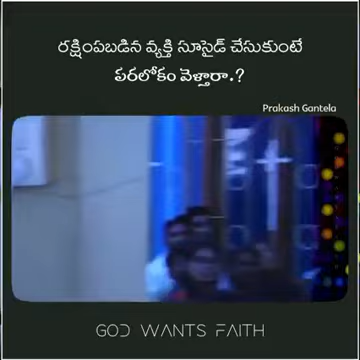 రక్షింపబడిన వ్యక్తి సూసైడ్ చేసుకుంటే
పరలోకం వెళ్తారా.?
Prakash Gantela
GOD WANTS FAITH